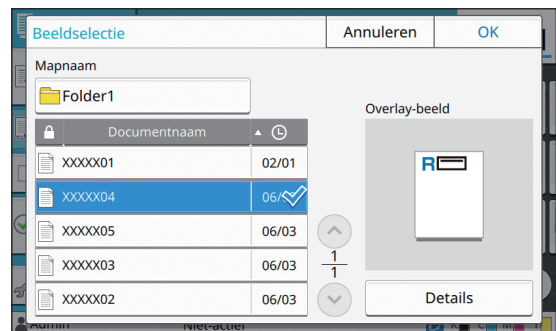 Beeldselectie
Annuleren
OK
Mapnaam
Folder1
Overlay-beeld
Documentnaam
XXXXX01 02/01
XXXXX04
XXXXX05 06/03
XXXXX03 06/03
XXXXX02 06/03
R
1
1
Details
Admin
Niet-actief